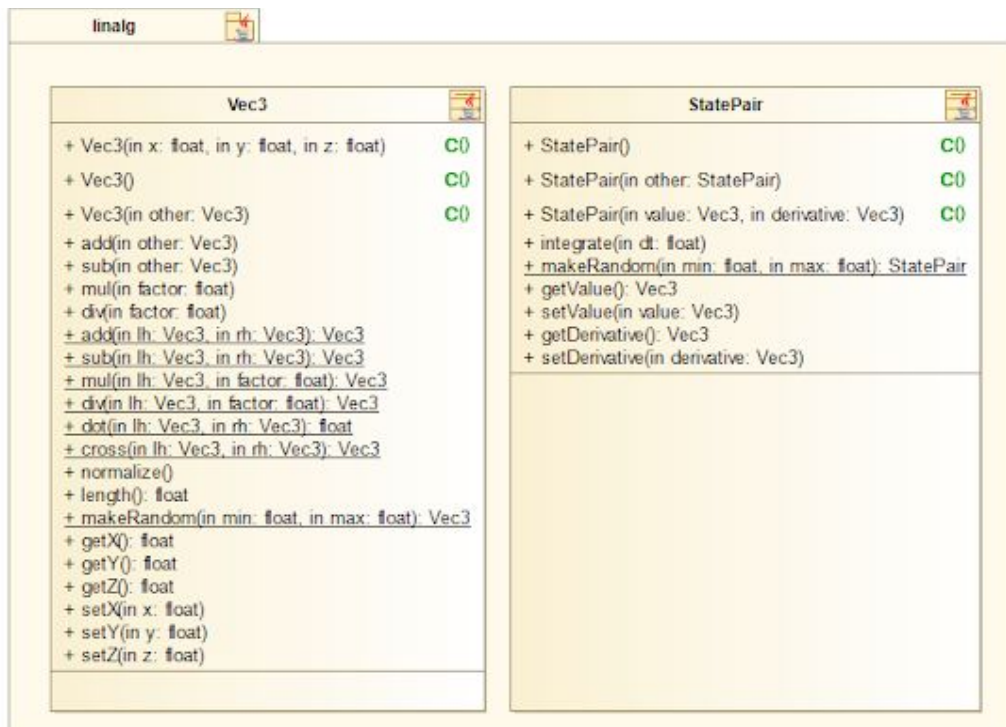 linalg
Vec3
+ Vec3(in x: float, in y: float, in z: float) C()
+ Vec3() C()
+ Vec3(in other: Vec3) C()
+ add(in other: Vec3)
+ sub(in other: Vec3)
+ mul(in factor: float)
+ div(in factor: float)
+ add(in lh: Vec3, in rh: Vec3): Vec3
+ sub(in lh: Vec3, in rh: Vec3): Vec3
+ mul(in lh: Vec3, in factor: float): Vec3
+ div(in lh: Vec3, in factor: float): Vec3
+ dot(in lh: Vec3, in rh: Vec3): float
+ cross(in lh: Vec3, in rh: Vec3): Vec3
+ normalize()
+ length(): float
+ makeRandom(in min: float, in max: float): Vec3
+ getX(): float
+ getY(): float
+ getZ(): float
+ setX(in x: float)
+ setY(in y: float)
+ setZ(in z: float)
StatePair
+ StatePair() C()
+ StatePair(in other: StatePair) C()
+ StatePair(in value: Vec3, in derivative: Vec3) C()
+ integrate(in dt: float)
+ makeRandom(in min: float, in max: float): StatePair
+ getValue(): Vec3
+ setValue(in value: Vec3)
+ getDerivative(): Vec3
+ setDerivative(in derivative: Vec3)